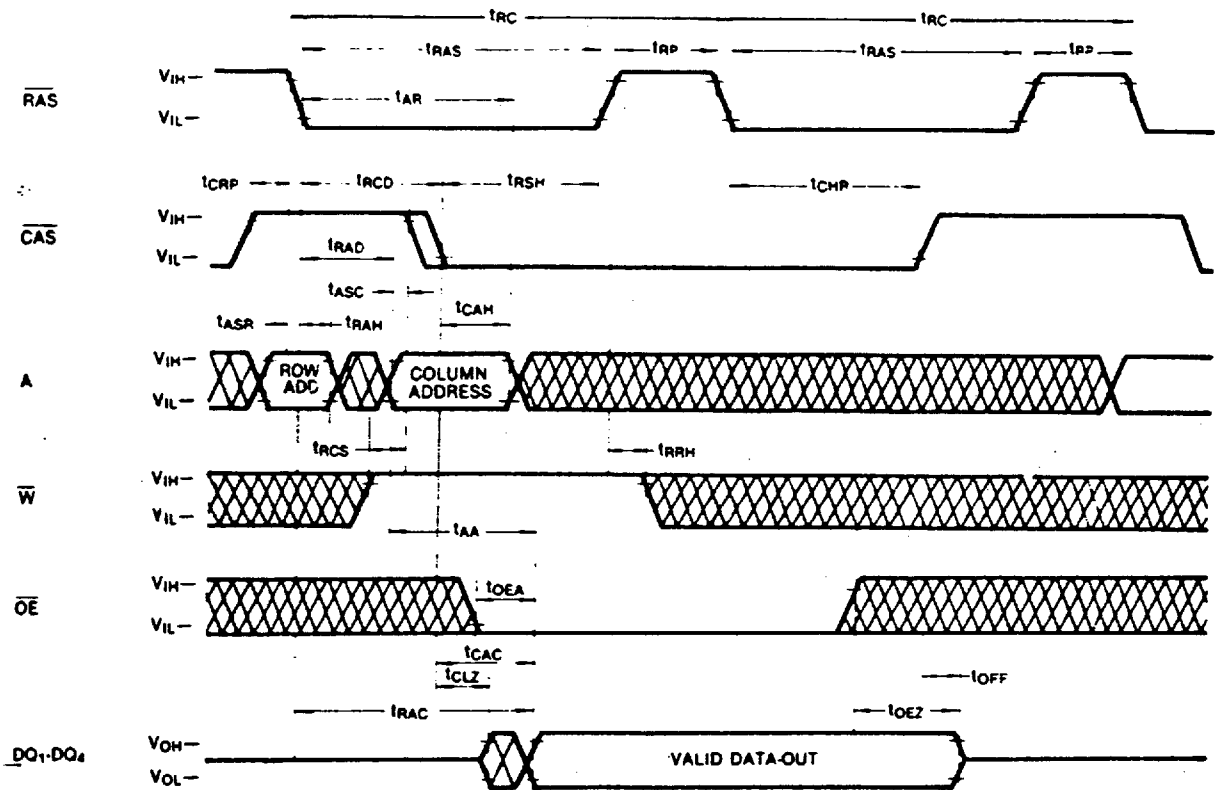 tRC tRC
tRAS tRP tRAS tRP
RAS VIH
tAR
VIL
tCRP tRCD tRSH tCHR
CAS VIH
tRAD
VIL
tASC
tCAH
tASR tRAH
A VIH
ROW ADD COLUMN ADDRESS
VIL
tRCS tRRH
W VIH
VIL
tAA
OE VIH
tOEA
VIL
tCAC
tCLZ tOFF
tRAC tOEZ
DQ1-DQ4 VOH
VALID DATA-OUT
VOL